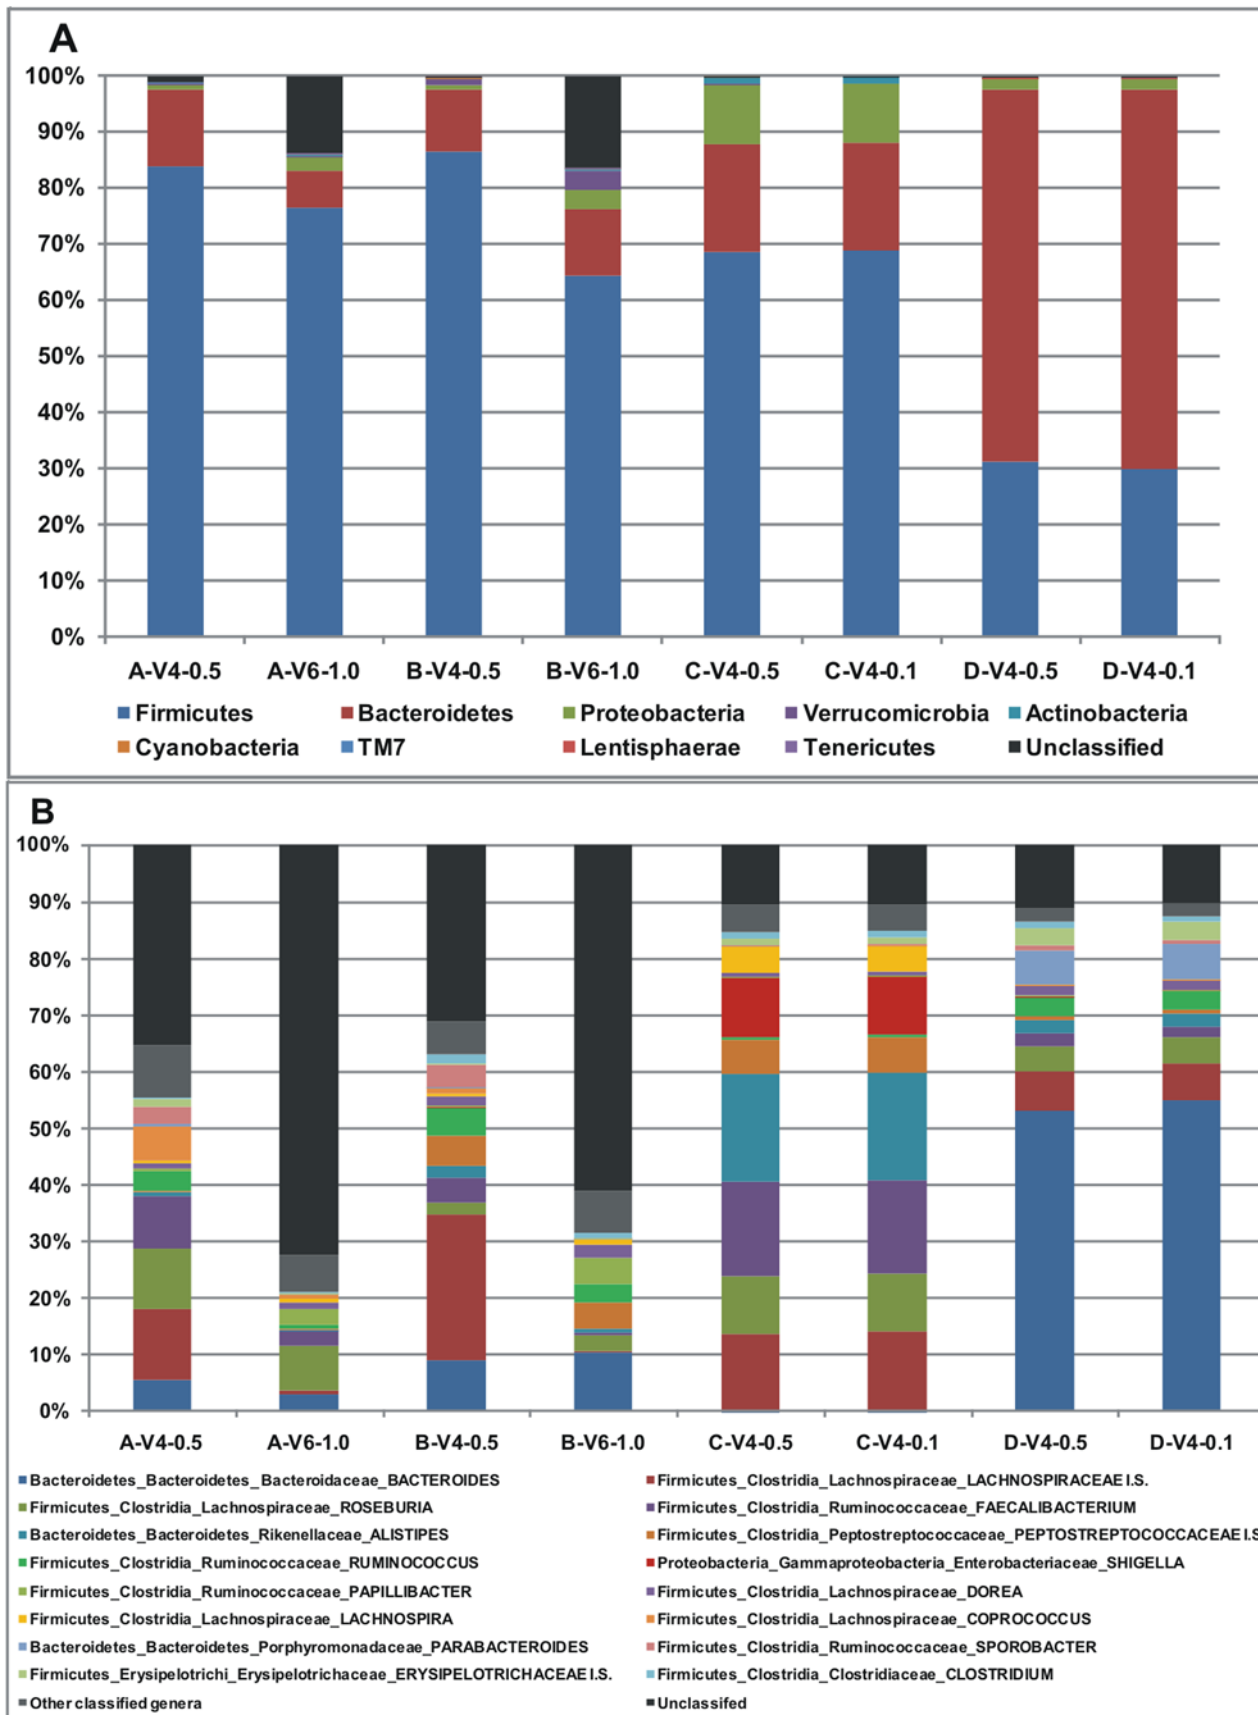 A
100%
90%
80%
70%
60%
50%
40%
30%
20%
10%
0%
A-V4-0.5 A-V6-1.0 B-V4-0.5 B-V6-1.0 C-V4-0.5 C-V4-0.1 D-V4-0.5 D-V4-0.1
Firmicutes Bacteroidetes Proteobacteria Verrucomicrobia Actinobacteria
Cyanobacteria TM7 Lentisphaerae Tenericutes Unclassified
B
100%
90%
80%
70%
60%
50%
40%
30%
20%
10%
0%
A-V4-0.5 A-V6-1.0 B-V4-0.5 B-V6-1.0 C-V4-0.5 C-V4-0.1 D-V4-0.5 D-V4-0.1
Bacteroidetes_Bacteroidetes_Bacteroidaceae_BACTEROIDES Firmicutes_Clostridia_Lachnospiraceae_LACHNOSPIRACEAE I.S.
Firmicutes_Clostridia_Lachnospiraceae_ROSEBURIA Firmicutes_Clostridia_Ruminococcaceae_FAECALIBACTERIUM
Bacteroidetes_Bacteroidetes_Rikenellaceae_ALISTIPES Firmicutes_Clostridia_Peptostreptococcaceae_PEPTOSTREPTOCOCCACEAE I.S
Firmicutes_Clostridia_Ruminococcaceae_RUMINOCOCCUS Proteobacteria_Gammaproteobacteria_Enterobacteriaceae_SHIGELLA
Firmicutes_Clostridia_Ruminococcaceae_PAPILLIBACTER Firmicutes_Clostridia_Lachnospiraceae_DOREA
Firmicutes_Clostridia_Lachnospiraceae_LACHNOSPIRA Firmicutes_Clostridia_Lachnospiraceae_COPROCOCCUS
Bacteroidetes_Bacteroidetes_Porphyromonadaceae_PARABACTEROIDES Firmicutes_Clostridia_Ruminococcaceae_SPOROBACTER
Firmicutes_Erysipelotrichi_Erysipelotrichaceae_ERYSIPELOTRICHACEAE I.S. Firmicutes_Clostridia_Clostridiaceae_CLOSTRIDIUM
Other classified genera Unclassifed